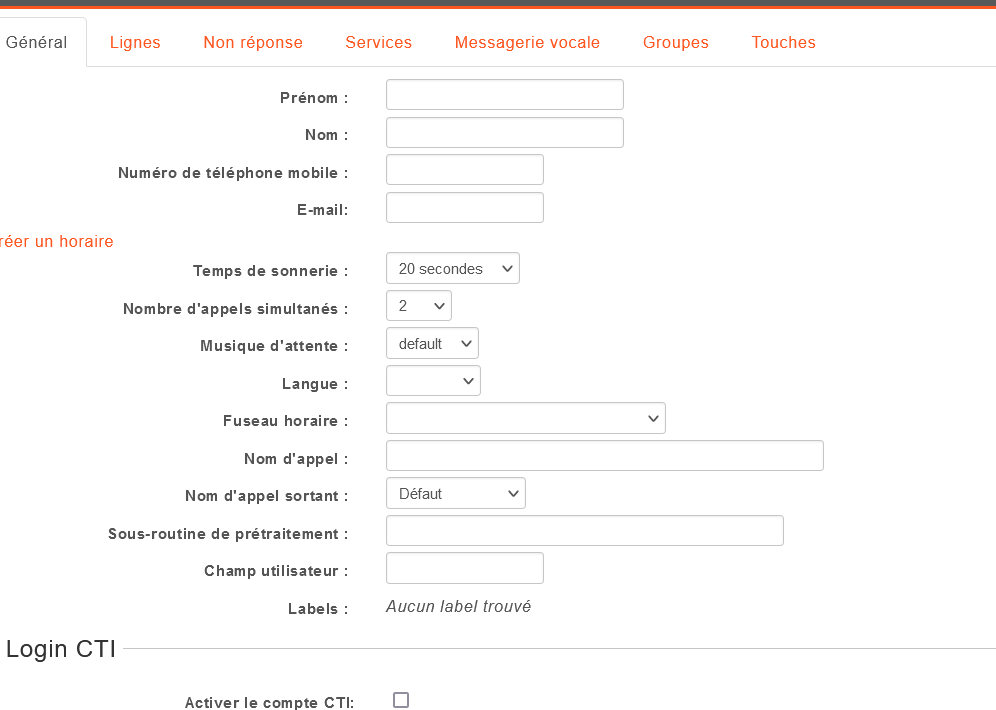 Général Lignes Non réponse Services Messagerie vocale Groupes Touches
Prénom :
Nom :
Numéro de téléphone mobile :
E-mail:
réer un horaire
Temps de sonnerie : 20 secondes
Nombre d'appels simultanés : 2
Musique d'attente : default
Langue :
Fuseau horaire :
Nom d'appel :
Nom d'appel sortant : Défaut
Sous-routine de prétraitement :
Champ utilisateur :
Labels : Aucun label trouvé
Login CTI
Activer le compte CTI: